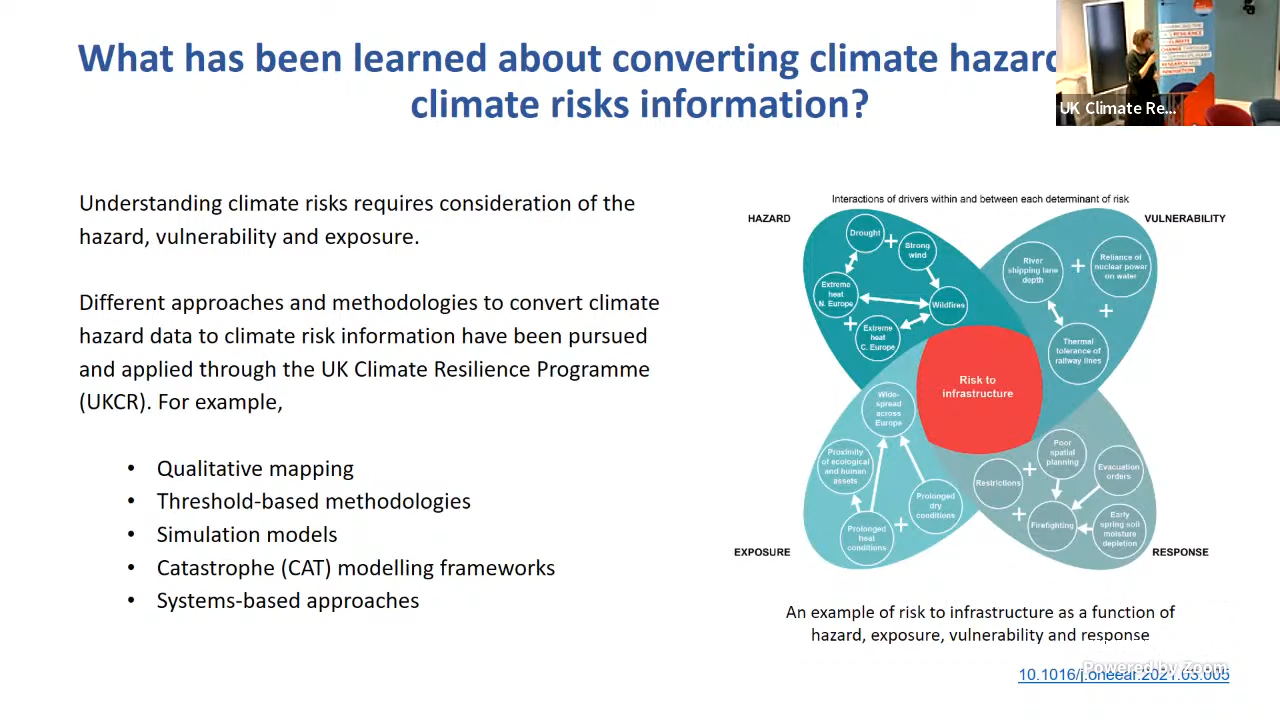 What has been learned about converting climate hazard
climate risks information?
UK Climate Re...
RESILIENCE
CLIMATE
Understanding climate risks requires consideration of the
hazard, vulnerability and exposure.
Different approaches and methodologies to convert climate
hazard data to climate risk information have been pursued
and applied through the UK Climate Resilience Programme
(UKCR). For example,
• Qualitative mapping
• Threshold-based methodologies
• Simulation models
• Catastrophe (CAT) modelling frameworks
• Systems-based approaches
Interactions of drivers within and between each determinant of risk
HAZARD
VULNERABILITY
Drought
+
Strong
wind
Extreme
heat
N. Europe
Wildfires
+
Extreme
heat
C. Europe
River
shipping lane
depth
+
Reliance of
nuclear power
on water
+
Thermal
tolerance of
railway lines
Risk to
infrastructure
Wide-
spread
across
Europe
Proximity
of ecological
and human
assets
Prolonged
dry
conditions
+
Prolonged
heat
conditions
Poor
spatial
planning
+
Restrictions
Evacuation
orders
+
Firefighting
Early
spring soil
moisture
depletion
EXPOSURE
RESPONSE
An example of risk to infrastructure as a function of
hazard, exposure, vulnerability and response
Powered by Zoom
10.1016/j.oneear.2021.03.005